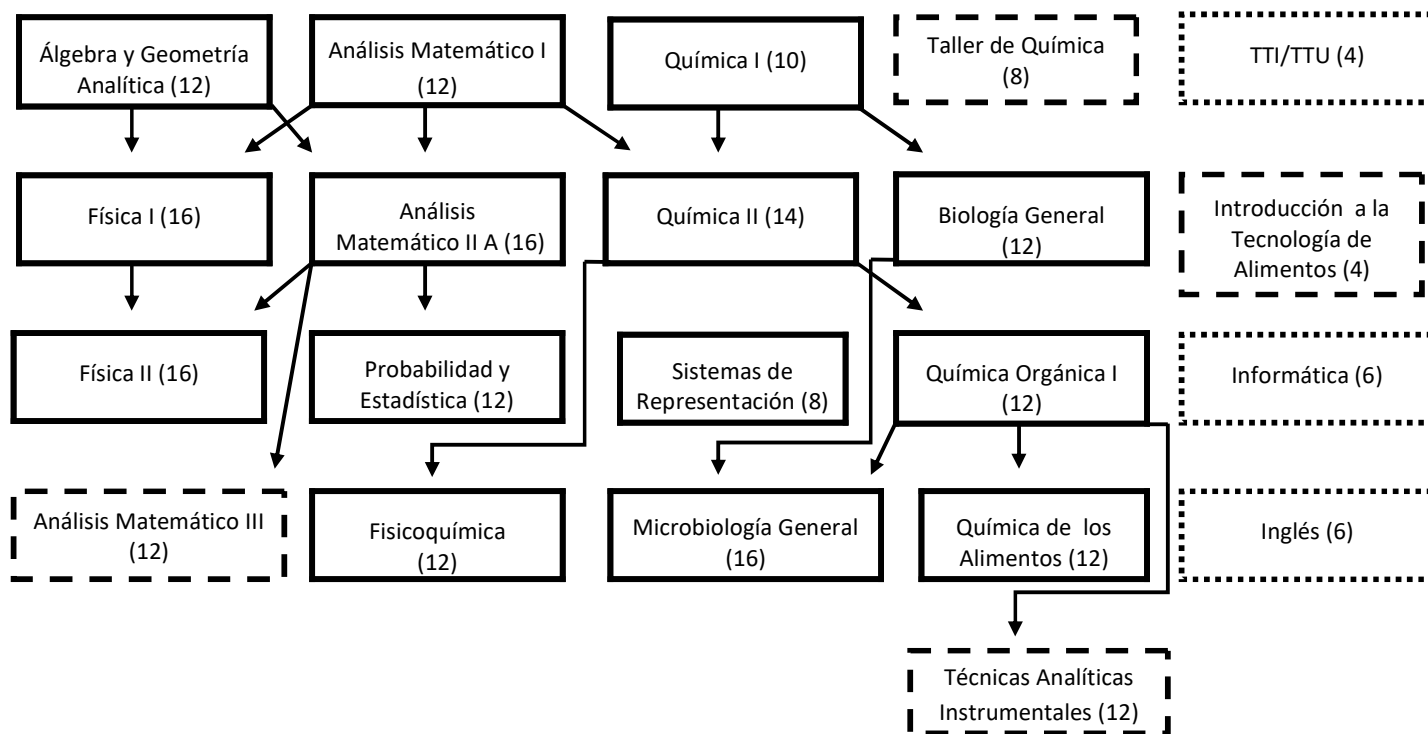 Álgebra y Geometría
Analítica (12)
Análisis Matemático I
(12)
Química I (10)
Taller de Química
(8)
TTI/TTU (4)
Física I (16)
Análisis
Matemático II A (16)
Química II (14)
Biología General
(12)
Introducción a la
Tecnología de
Alimentos (4)
Física II (16)
Probabilidad y
Estadística (12)
Sistemas de
Representación (8)
Química Orgánica I
(12)
Informática (6)
Análisis Matemático III
(12)
Fisicoquímica
(12)
Microbiología General
(16)
Química de los
Alimentos (12)
Inglés (6)
Técnicas Analíticas
Instrumentales (12)